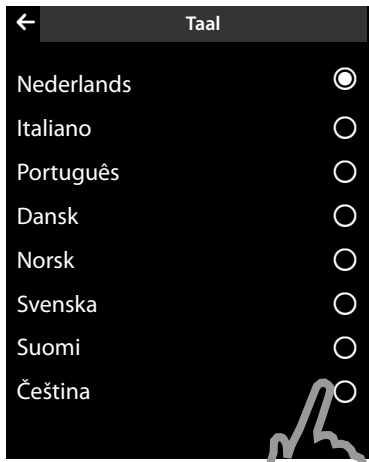 Taal
Nederlands
Italiano
Português
Dansk
Norsk
Svenska
Suomi
Čeština